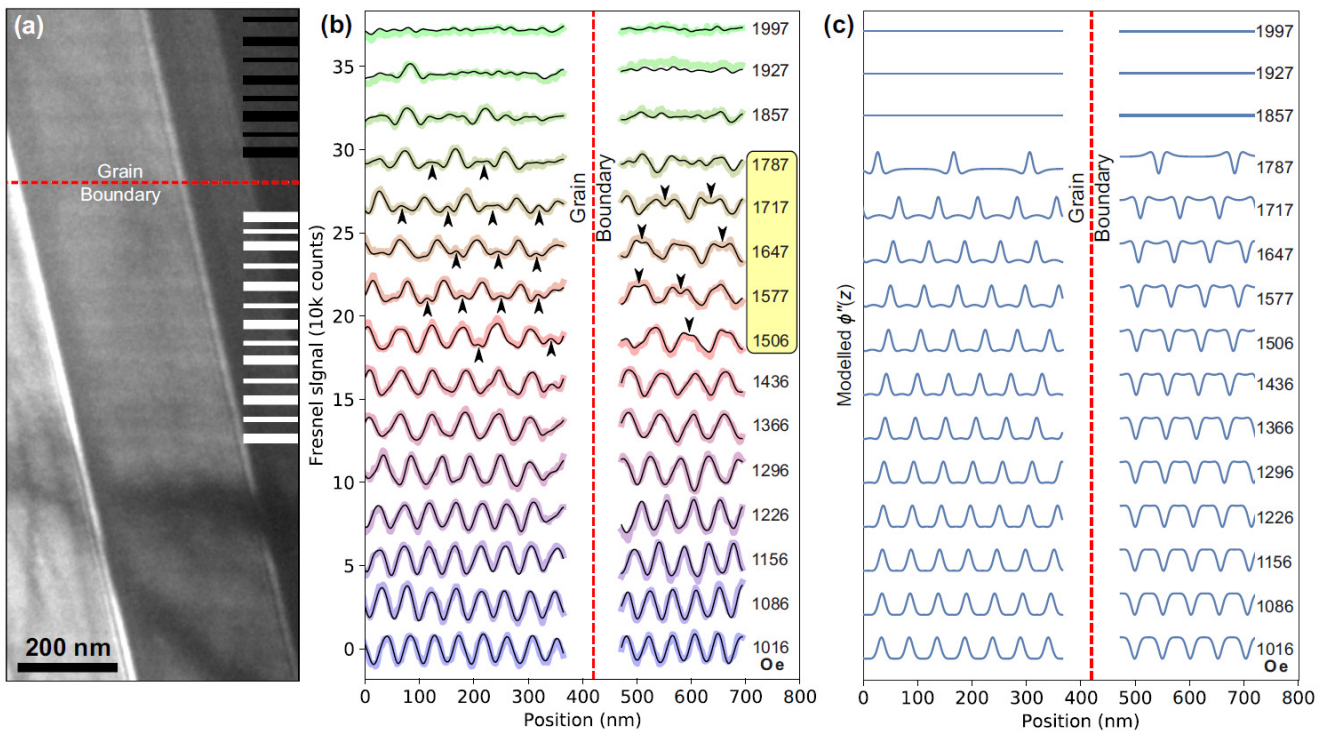 (a)
Grain
Boundary
200 nm
(b)
Fresnel sIgnal (10k counts)
35
30
25
20
15
10
5
0
Grain
Boundary
1997
1927
1857
1787
1717
1647
1577
1506
1436
1366
1296
1226
1156
1086
1016
Oe
0 100 200 300 400 500 600 700 800
Position (nm)
(c)
Modelled ϕ"(z)
Grain
Boundary
1997
1927
1857
1787
1717
1647
1577
1506
1436
1366
1296
1226
1156
1086
1016
Oe
0 100 200 300 400 500 600 700 800
Position (nm)